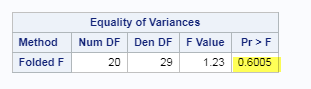 Equality of Variances
Method Num DF Den DF F Value Pr > F
Folded F 20 29 1.23 0.6005